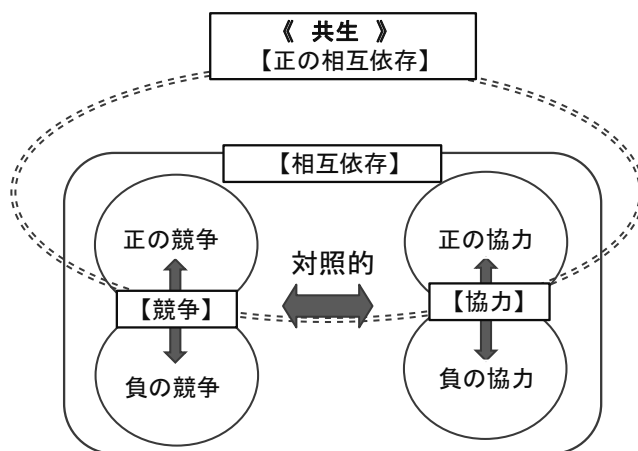 《 共生 》
【正の相互依存】
【相互依存】
正の競争
正の協力
対照的
【競争】
【協力】
負の競争
負の協力